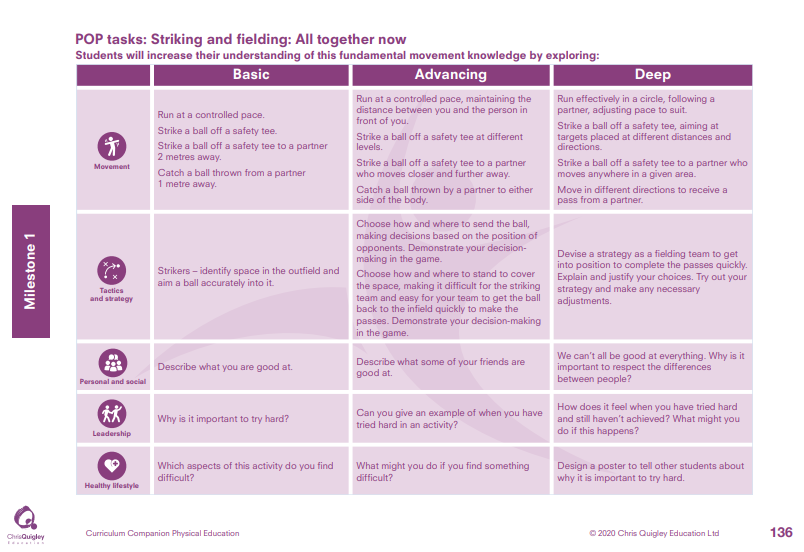 POP tasks: Striking and fielding: All together now
Students will increase their understanding of this fundamental movement knowledge by exploring:
Basic
Advancing
Deep
Movement
Run at a controlled pace.
Strike a ball off a safety tee.
Strike a ball off a safety tee to a partner
2 metres away.
Catch a ball thrown from a partner
1 metre away.
Run at a controlled pace, maintaining the
distance between you and the person in
front of you.
Strike a ball off a safety tee at different
levels.
Strike a ball off a safety tee to a partner
who moves closer and further away.
Catch a ball thrown by a partner to either
side of the body.
Run effectively in a circle, following a
partner, adjusting pace to suit.
Strike a ball off a safety tee, aiming at
targets placed at different distances and
directions.
Strike a ball off a safety tee to a partner who
moves anywhere in a given area.
Move in different directions to receive a
pass from a partner.
Milestone 1
Tactics
and strategy
Strikers – identify space in the outfield and
aim a ball accurately into it.
Choose how and where to send the ball,
making decisions based on the position of
opponents. Demonstrate your decision-
making in the game.
Choose how and where to stand to cover
the space, making it difficult for the striking
team and easy for your team to get the ball
back to the infield quickly to make the
passes. Demonstrate your decision-making
in the game.
Devise a strategy as a fielding team to get
into position to complete the passes quickly.
Explain and justify your choices. Try out your
strategy and make any necessary
adjustments.
Personal and social
Describe what you are good at.
Describe what some of your friends are
good at.
We can't all be good at everything. Why is it
important to respect the differences
between people?
Leadership
Why is it important to try hard?
Can you give an example of when you have
tried hard in an activity?
How does it feel when you have tried hard
and still haven't achieved? What might you
do if this happens?
Healthy lifestyle
Which aspects of this activity do you find
difficult?
What might you do if you find something
difficult?
Design a poster to tell other students about
why it is important to try hard.
ChrisQuigley
Education
Curriculum Companion Physical Education
© 2020 Chris Quigley Education Ltd
136